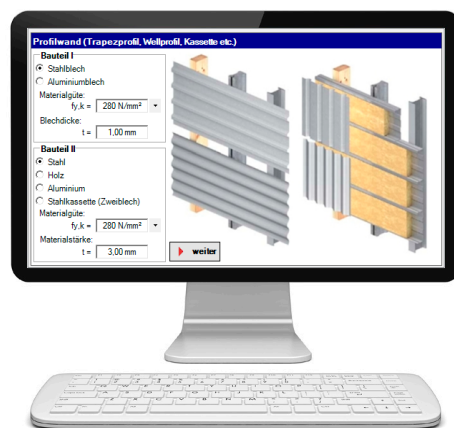 Profilwand (Trapezprofil, Wellprofil, Kassette etc.)
Bauteil I
Stahlblech
Aluminiumblech
Materialgüte:
fy,k = 280 N/mm²
Blechdicke:
t = 1,00 mm
Bauteil II
Stahl
Holz
Aluminium
Stahlkassette (Zweiblech)
Materialgüte:
fy,k = 280 N/mm²
Materialstärke:
t = 3,00 mm
weiter